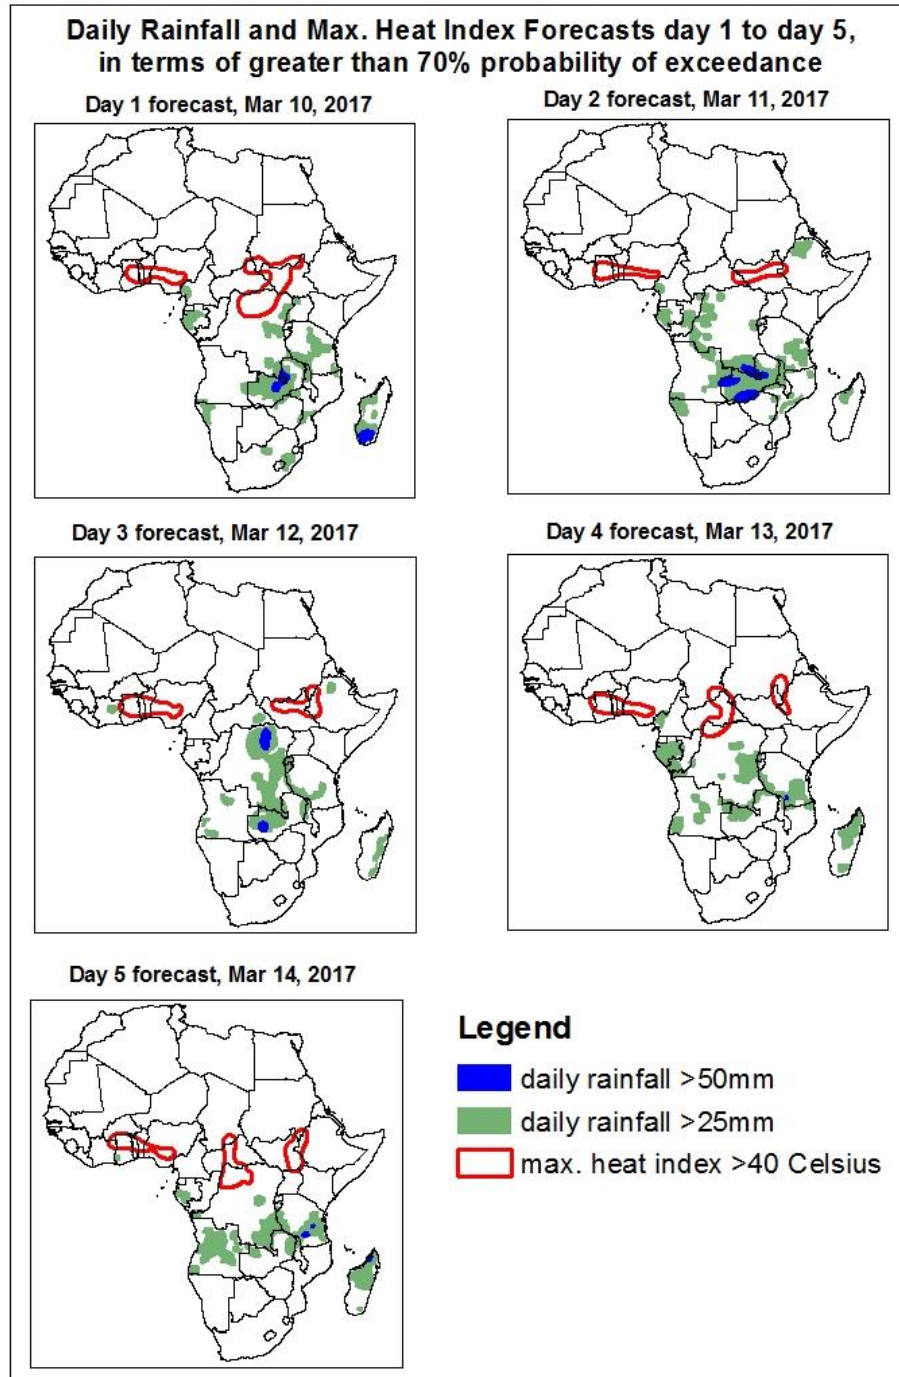 Daily Rainfall and Max. Heat Index Forecasts day 1 to day 5,
in terms of greater than 70% probability of exceedance
Day 1 forecast, Mar 10, 2017
Day 2 forecast, Mar 11, 2017
Day 3 forecast, Mar 12, 2017
Day 4 forecast, Mar 13, 2017
Day 5 forecast, Mar 14, 2017
Legend
daily rainfall >50mm
daily rainfall >25mm
max. heat index >40 Celsius